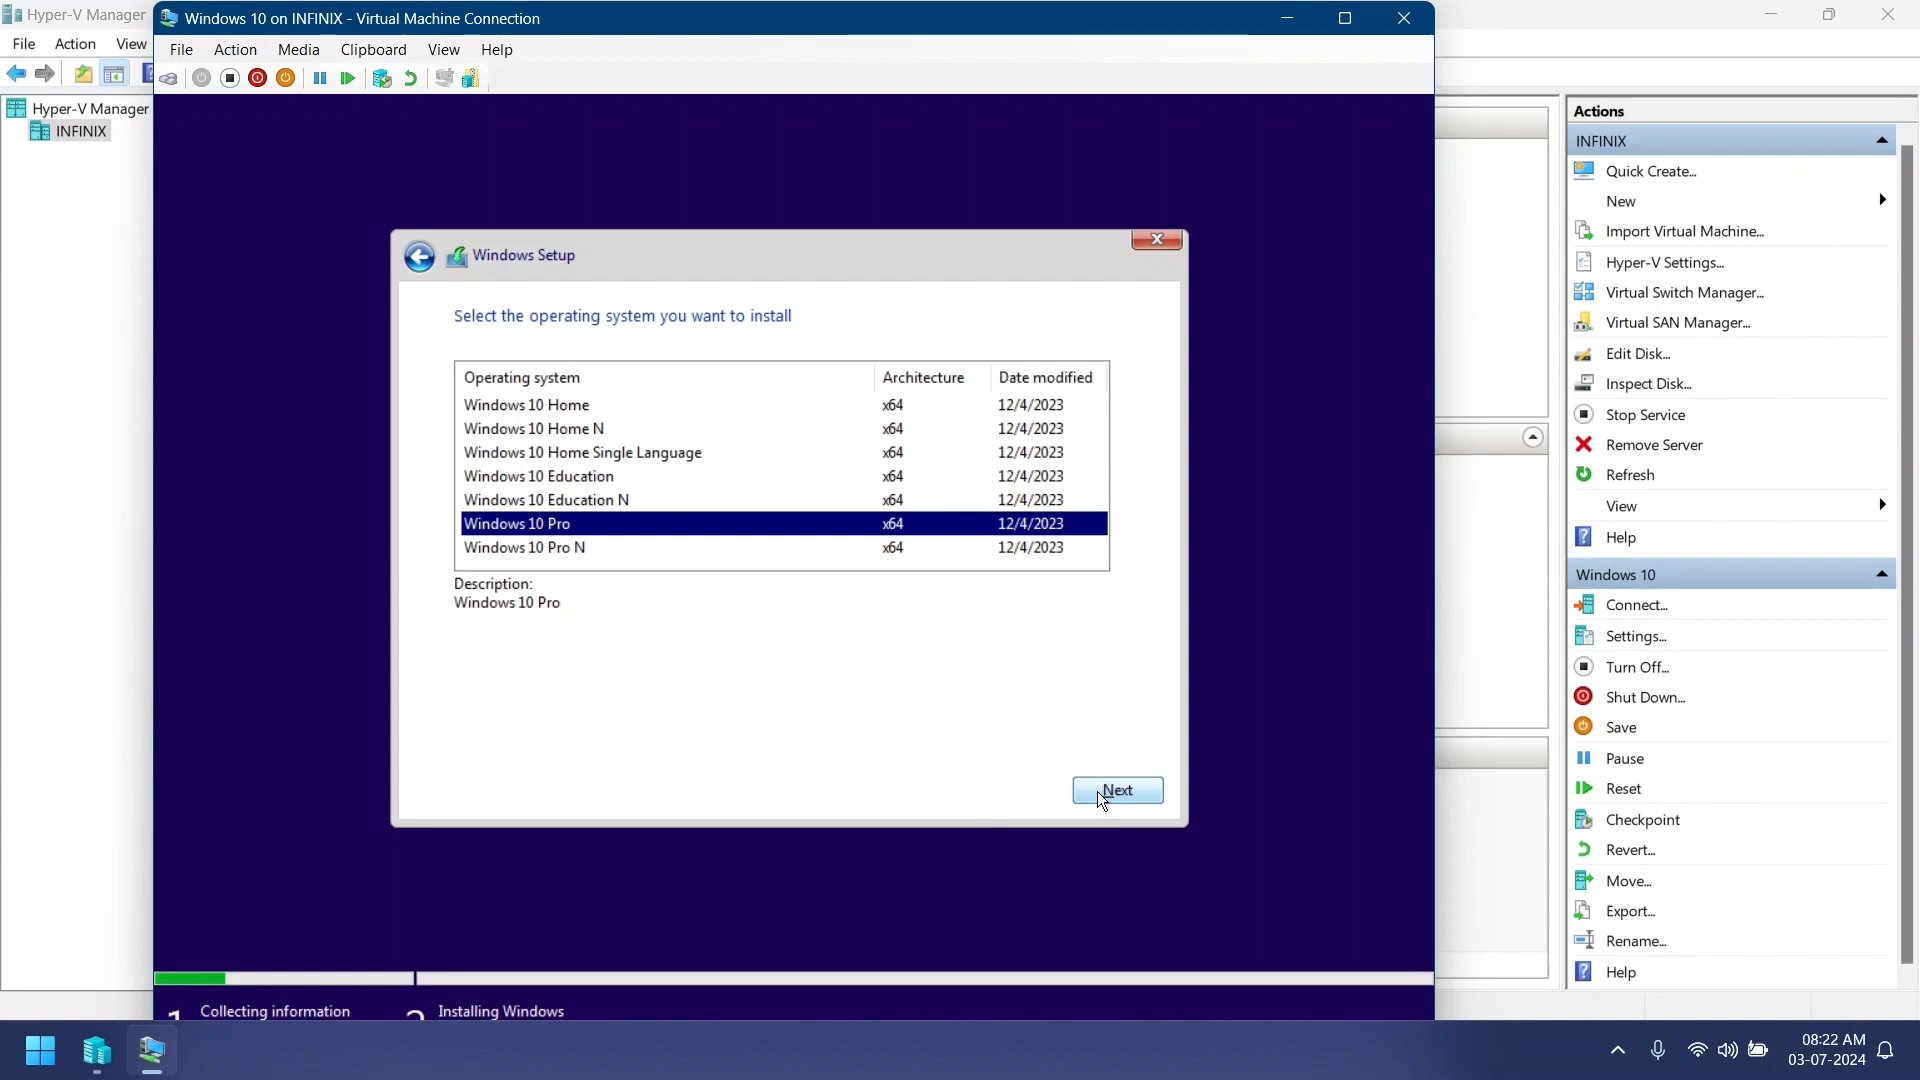 Hyper-V Manager
File Action View
Hyper-V Manager
INFINIX
Windows 10 on INFINIX - Virtual Machine Connection
File Action Media Clipboard View Help
Windows Setup
Select the operating system you want to install
Operating system Architecture Date modified
Windows 10 Home x64 12/4/2023
Windows 10 Home N x64 12/4/2023
Windows 10 Home Single Language x64 12/4/2023
Windows 10 Education x64 12/4/2023
Windows 10 Education N x64 12/4/2023
Windows 10 Pro x64 12/4/2023
Windows 10 Pro N x64 12/4/2023
Description:
Windows 10 Pro
Next
1 Collecting information 2 Installing Windows
Actions
INFINIX
Quick Create...
New
Import Virtual Machine...
Hyper-V Settings...
Virtual Switch Manager...
Virtual SAN Manager...
Edit Disk...
Inspect Disk...
Stop Service
Remove Server
Refresh
View
Help
Windows 10
Connect...
Settings...
Turn Off...
Shut Down...
Save
Pause
Reset
Checkpoint
Revert...
Move...
Export...
Rename...
Help
08:22 AM
03-07-2024